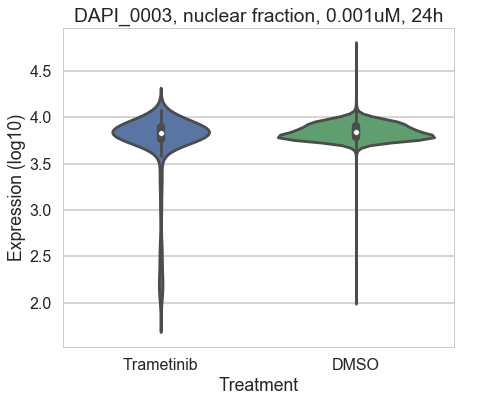 DAPI_0003, nuclear fraction, 0.001uM, 24h
Expression (log10)
4.5
4.0
3.5
3.0
2.5
2.0
Trametinib
DMSO
Treatment